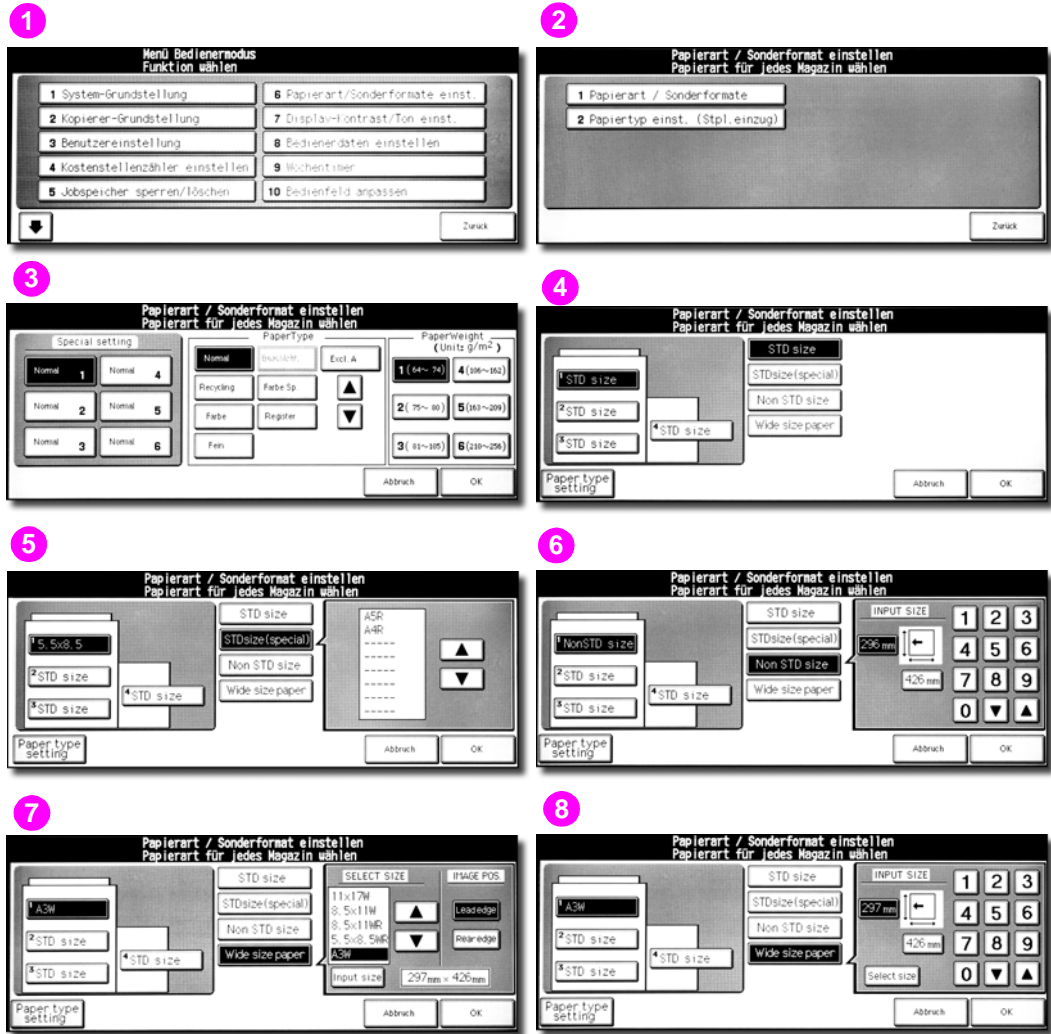 1
Menü Bedienermodus
Funktion wählen
1 System-Grundstellung
2 Kopierer-Grundstellung
3 Benutzereinstellung
4 Kostenstellenzähler einstellen
5 Jobspeicher sperren/löschen
6 Papierart/Sonderformate einst.
7 Display-Kontrast/Ton einst.
8 Bedienerdaten einstellen
9 Wochentimer
10 Bedienfeld anpassen
Zurück
2
Papierart / Sonderformat einstellen
Papierart für jedes Magazin wählen
1 Papierart / Sonderformate
2 Papiertyp einst. (Stpl.einzug)
Zurück
3
Papierart / Sonderformat einstellen
Papierart für jedes Magazin wählen
Special setting
Normal 1
Normal 4
Normal 2
Normal 5
Normal 3
Normal 6
PaperType
Normal
Excl. A
Recycling
Farbe Sp.
Farbe
Register
Fein
PaperWeight
(Unit: g/m2 )
1 (64~ 74)
4 (106~162)
2 ( 75~ 80)
5 (163~209)
3 ( 81~105)
6 (210~256)
Abbruch
OK
4
Papierart / Sonderformat einstellen
Papierart für jedes Magazin wählen
1 STD size
2 STD size
3 STD size
4 STD size
STD size
STDsize(special)
Non STD size
Wide size paper
Paper type
setting
Abbruch
OK
5
Papierart / Sonderformat einstellen
Papierart für jedes Magazin wählen
1 5.5x8.5
2 STD size
3 STD size
4 STD size
STD size
STDsize(special)
Non STD size
Wide size paper
A5R
A4R
-----
-----
-----
-----
-----
-----
Paper type
setting
Abbruch
OK
6
Papierart / Sonderformat einstellen
Papierart für jedes Magazin wählen
1 NonSTD size
2 STD size
3 STD size
4 STD size
STD size
STDsize(special)
Non STD size
Wide size paper
INPUT SIZE
296 mm
426 mm
1 2 3
4 5 6
7 8 9
0
Paper type
setting
Abbruch
OK
7
Papierart / Sonderformat einstellen
Papierart für jedes Magazin wählen
1 A3W
2 STD size
3 STD size
4 STD size
STD size
STDsize(special)
Non STD size
Wide size paper
SELECT SIZE
11x17W
8.5x11W
8.5x11WR
5.5x8.5WR
A3W
Input size
297mm × 426mm
IMAGE POS.
Leadedge
Rearedge
Paper type
setting
Abbruch
OK
8
Papierart / Sonderformat einstellen
Papierart für jedes Magazin wählen
1 A3W
2 STD size
3 STD size
4 STD size
STD size
STDsize(special)
Non STD size
Wide size paper
INPUT SIZE
297 mm
426 mm
Select size
1 2 3
4 5 6
7 8 9
0
Paper type
setting
Abbruch
OK